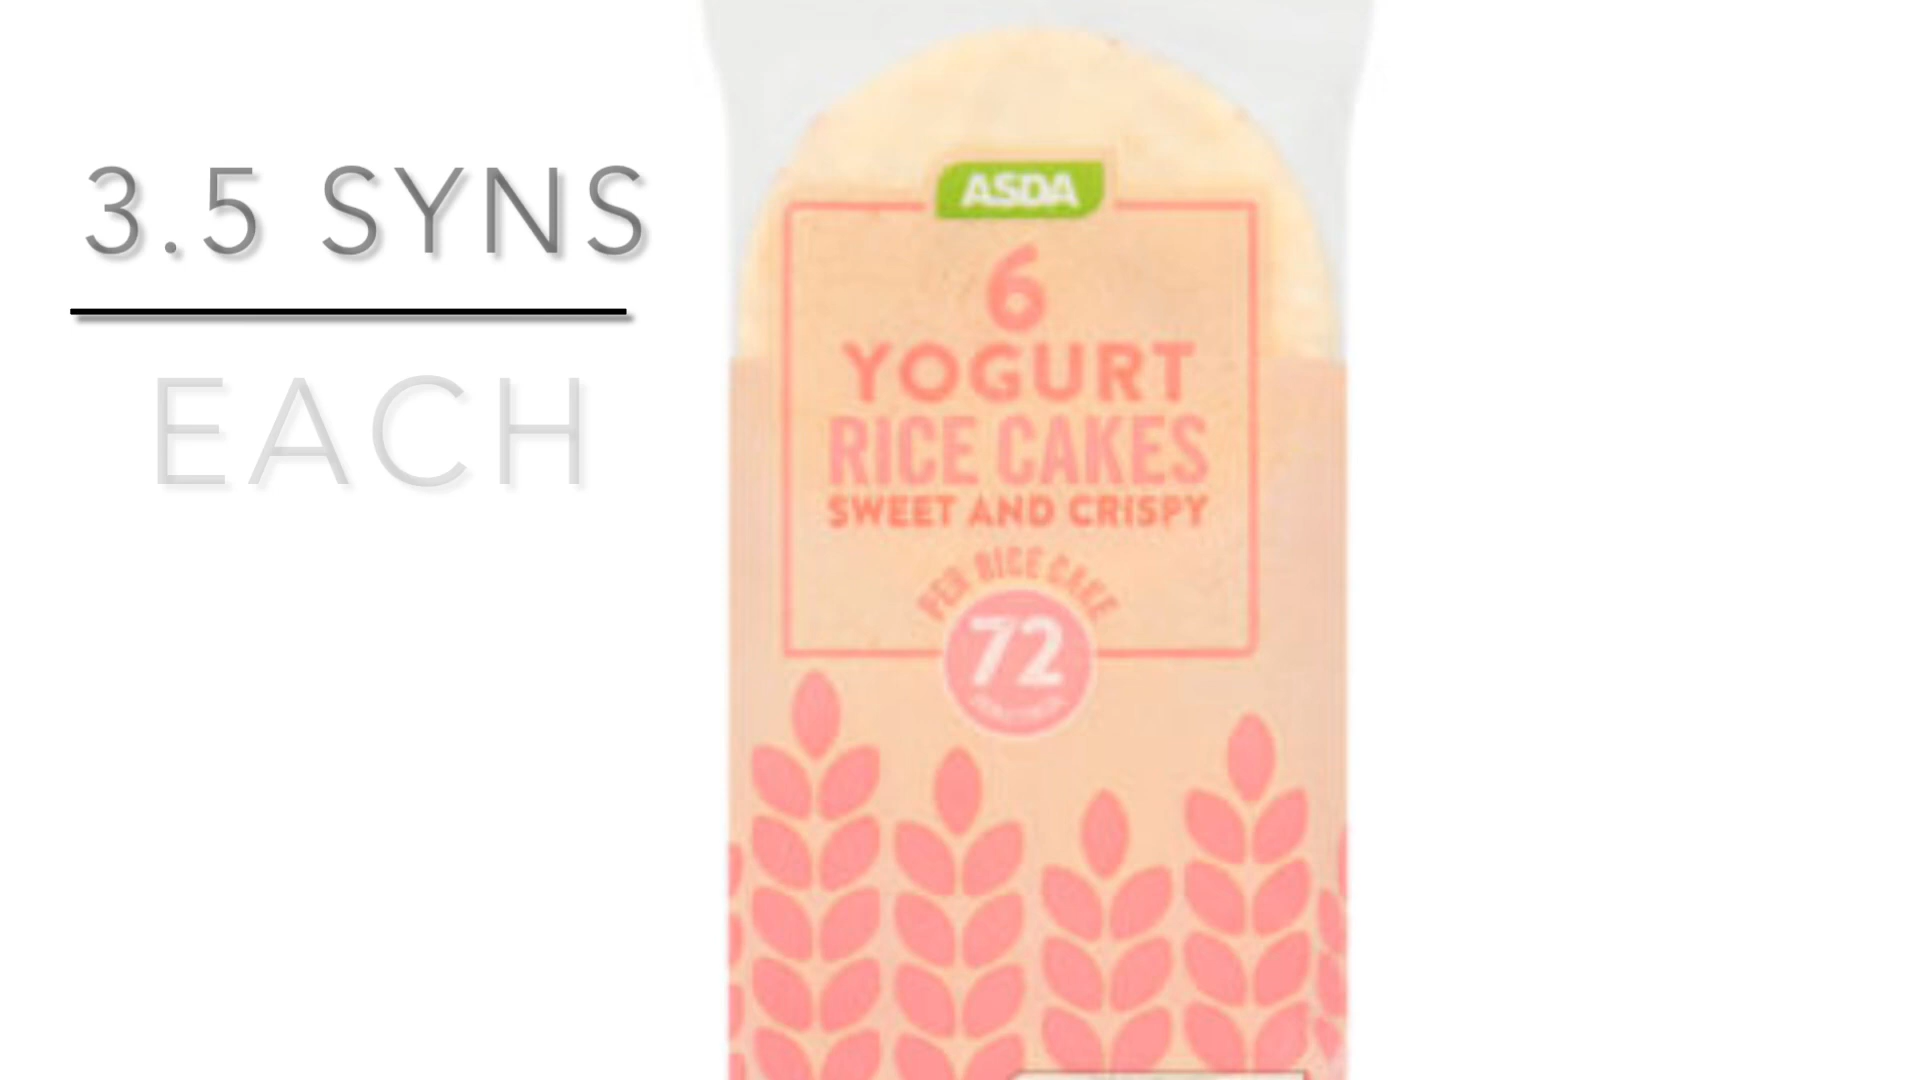 3.5 SYNS
EACH
ASDA
6
YOGURT
RICE CAKES
SWEET AND CRISPY
PER RICE CAKE
72